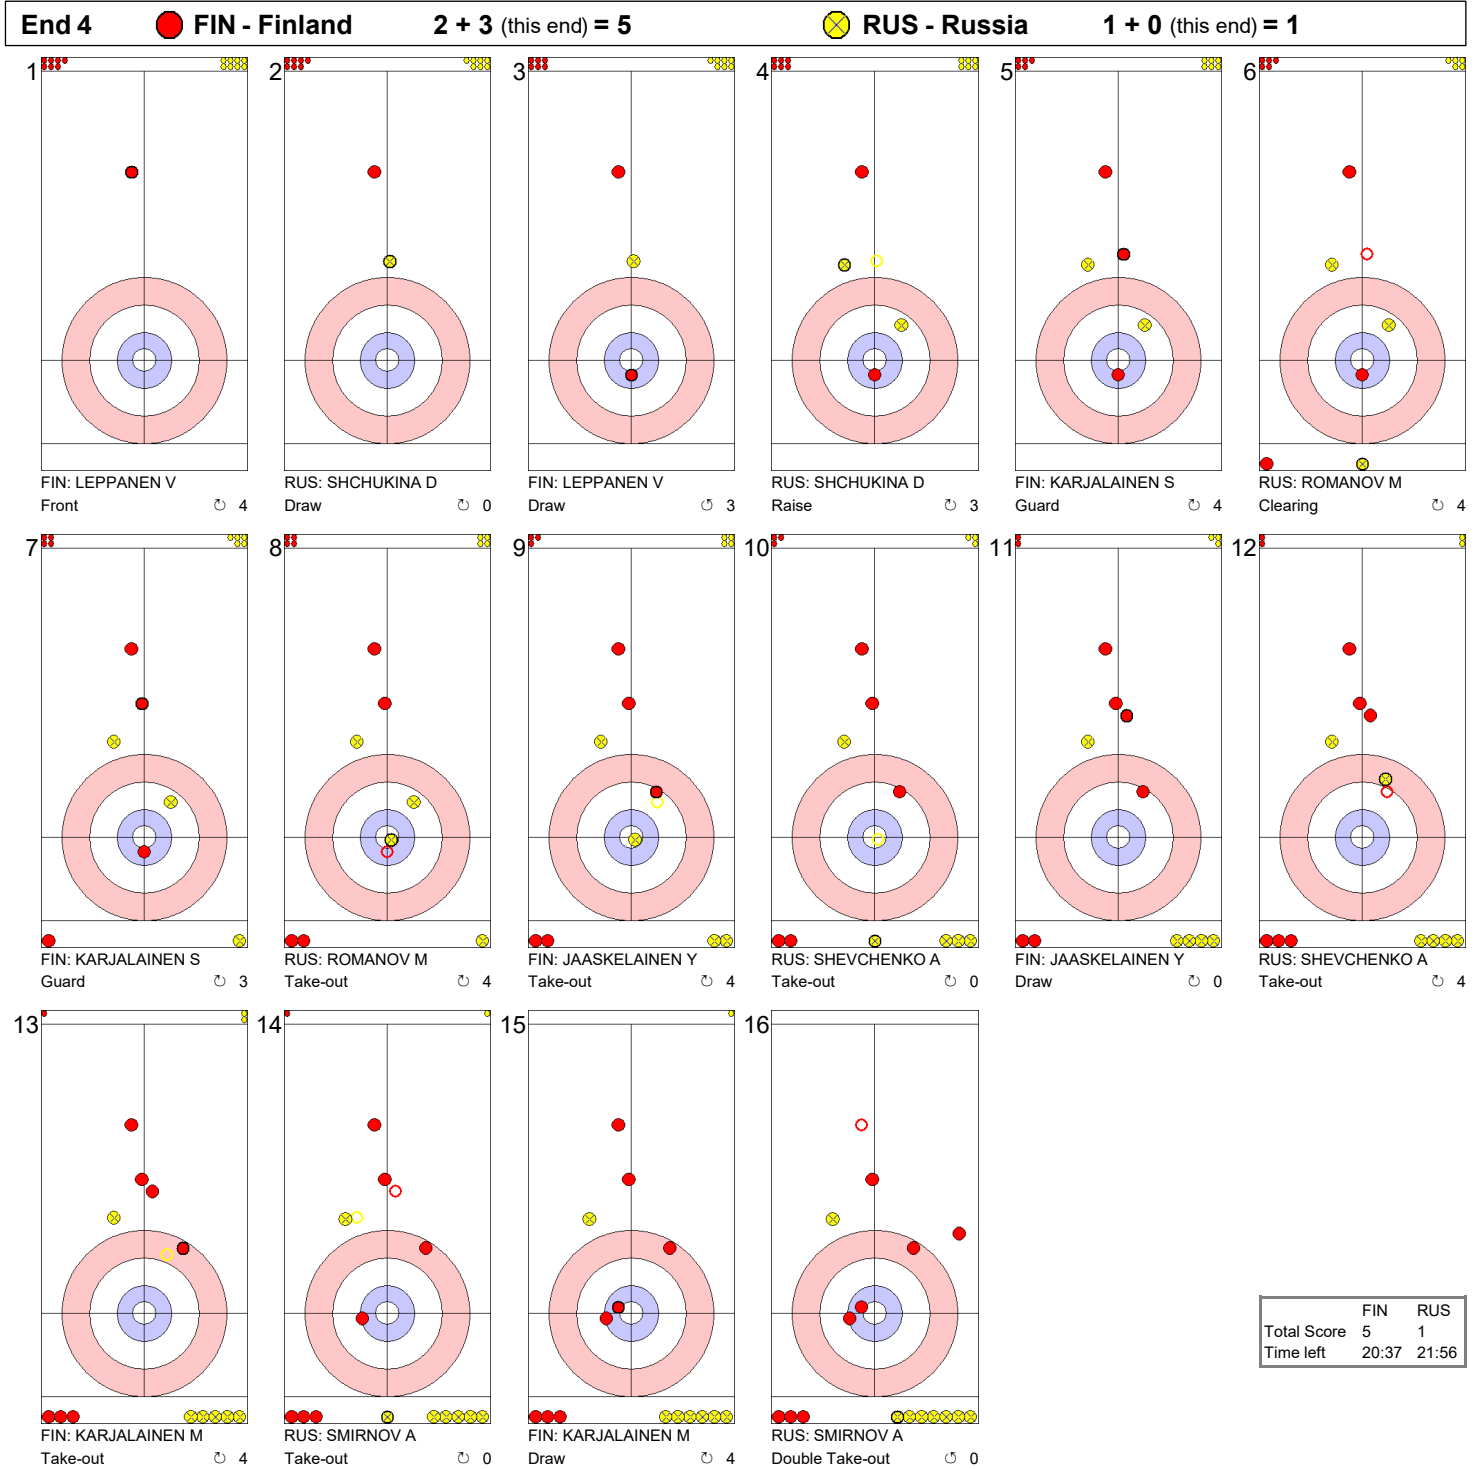 End 4 FIN - Finland 2 + 3 (this end) = 5 RUS - Russia 1 + 0 (this end) = 1
1 2 3 4 5 6
FIN: LEPPANEN V RUS: SHCHUKINA D FIN: LEPPANEN V RUS: SHCHUKINA D FIN: KARJALAINEN S RUS: ROMANOV M
Front ↻ 4 Draw ↻ 0 Draw ↺ 3 Raise ↻ 3 Guard ↻ 4 Clearing ↻ 4
7 8 9 10 11 12
FIN: KARJALAINEN S RUS: ROMANOV M FIN: JAASKELAINEN Y RUS: SHEVCHENKO A FIN: JAASKELAINEN Y RUS: SHEVCHENKO A
Guard ↻ 3 Take-out ↻ 4 Take-out ↻ 4 Take-out ↻ 0 Draw ↻ 0 Take-out ↻ 4
13 14 15 16
FIN RUS
Total Score 5 1
Time left 20:37 21:56
FIN: KARJALAINEN M RUS: SMIRNOV A FIN: KARJALAINEN M RUS: SMIRNOV A
Take-out ↻ 4 Take-out ↻ 0 Draw ↻ 4 Double Take-out ↺ 0